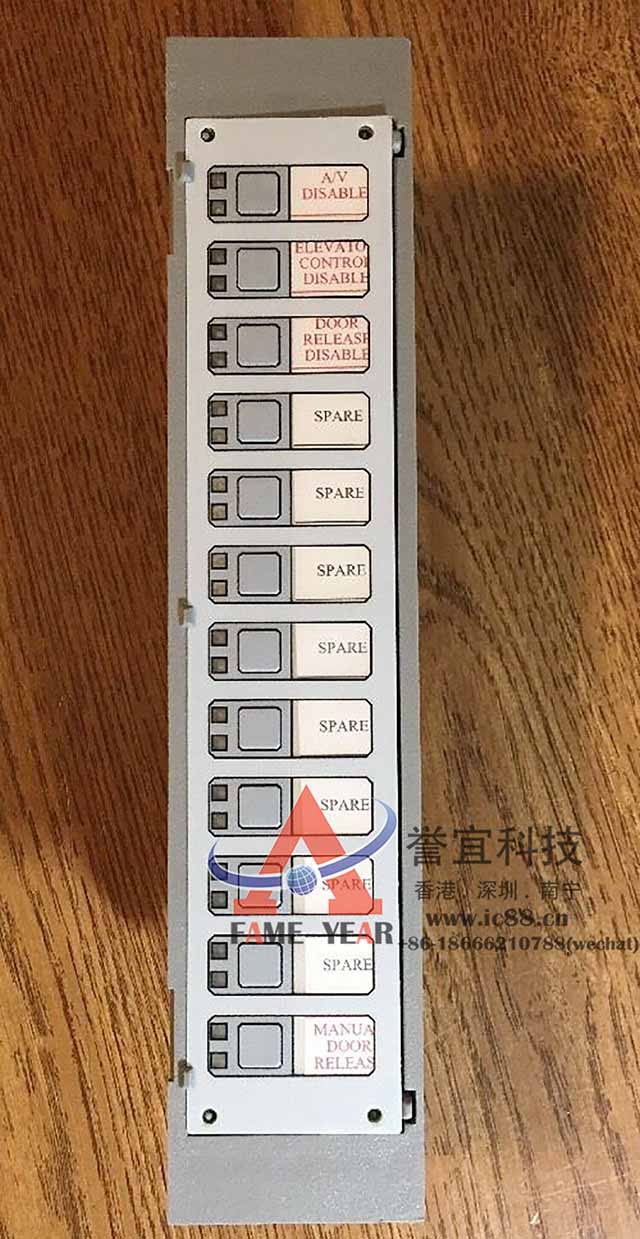 A/V
DISABLE
ELEVATO
CONTROL
DISABLE
DOOR
RELEASE
DISABLE
SPARE
SPARE
SPARE
SPARE
SPARE
SPARE
SPARE
SPARE
MANUA
DOOR
RELEAS
FAME YEAR
誉宜科技
香港．深圳．南宁
www.ic88.cn
+86-18666210788(wechat)